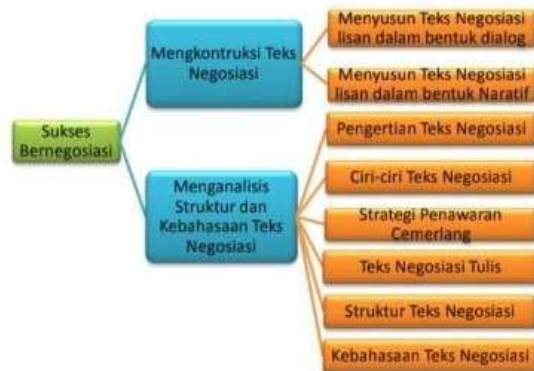 Sukses
Bernegosiasi
Mengkontruksi Teks
Negosiasi
Menyusun Teks Negosiasi
lisan dalam bentuk dialog
Menyusun Teks Negosiasi
lisan dalam bentuk Naratif
Menganalisis
Struktur dan
Kebahasaan Teks
Negosiasi
Pengertian Teks Negosiasi
Ciri-ciri Teks Negosiasi
Strategi Penawaran
Cemerlang
Teks Negosiasi Tulis
Struktur Teks Negosiasi
Kebahasaan Teks Negosiasi